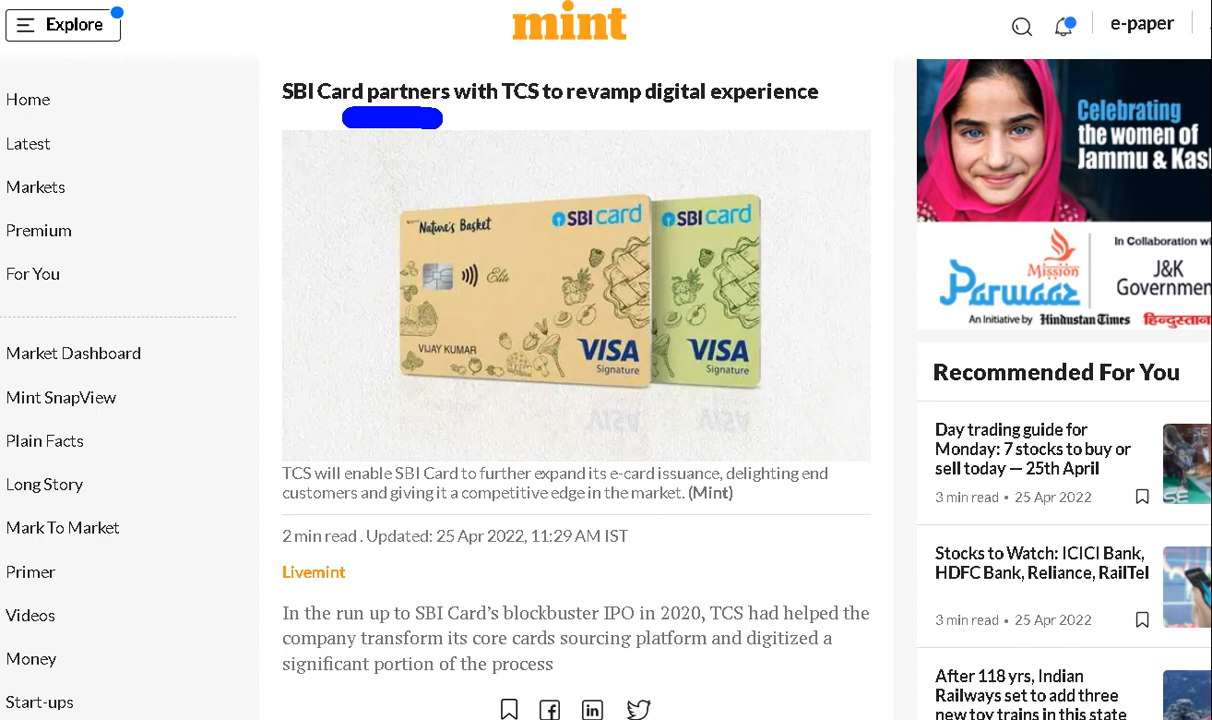 Explore
mint
e-paper
Home
Latest
Markets
Premium
For You
Market Dashboard
Mint SnapView
Plain Facts
Long Story
Mark To Market
Primer
Videos
Money
Start-ups
SBI Card partners with TCS to revamp digital experience
Nature's Basket
SBI card
SBI card
Elite
VIJAY KUMAR
VISA
Signature
VISA
Signature
TCS will enable SBI Card to further expand its e-card issuance, delighting end
customers and giving it a competitive edge in the market. (Mint)
2 min read . Updated: 25 Apr 2022, 11:29 AM IST
Livemint
In the run up to SBI Card’s blockbuster IPO in 2020, TCS had helped the
company transform its core cards sourcing platform and digitized a
significant portion of the process
Celebrating
the women of
Jammu & Kas
Mission
Parwaaz
In Collaboration wi
J&K
Governmen
An Initiative by Hindustan Times हिन्दुस्तान
Recommended For You
Day trading guide for
Monday: 7 stocks to buy or
sell today — 25th April
3 min read • 25 Apr 2022
SE
SE
Stocks to Watch: ICICI Bank,
HDFC Bank, Reliance, RailTel
3 min read • 25 Apr 2022
After 118 yrs, Indian
Railways set to add three
new toy trains in this state